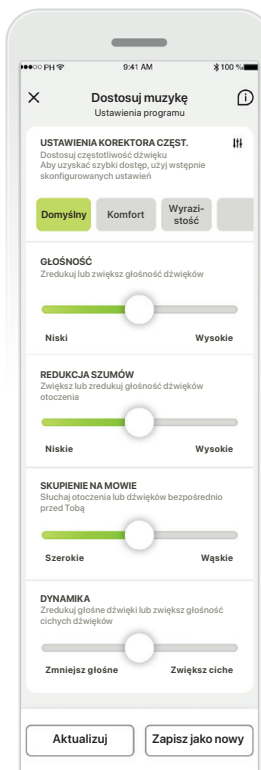 ●●●○○ PH 9:41 AM 100 %
Dostosuj muzykę
Ustawienia programu
USTAWIENIA KOREKTORA CZĘST.
Dostosuj częstotliwość dźwięku
Aby uzyskać szybki dostęp, użyj wstępnie
skonfigurowanych ustawień
Domyślny Komfort Wyrazi-
stość
GŁOŚNOŚĆ
Zredukuj lub zwiększ głośność dźwięków
Niski Wysokie
REDUKCJA SZUMÓW
Zwiększ lub zredukuj głośność dźwięków
otoczenia
Niskie Wysokie
SKUPIENIE NA MOWIE
Słuchaj otoczenia lub dźwięków bezpośrednio
przed Tobą
Szerokie Wąskie
DYNAMIKA
Zredukuj głośne dźwięki lub zwiększ głośność
cichych dźwięków
Zmniejsz głośne Zwiększ ciche
Aktualizuj Zapisz jako nowy